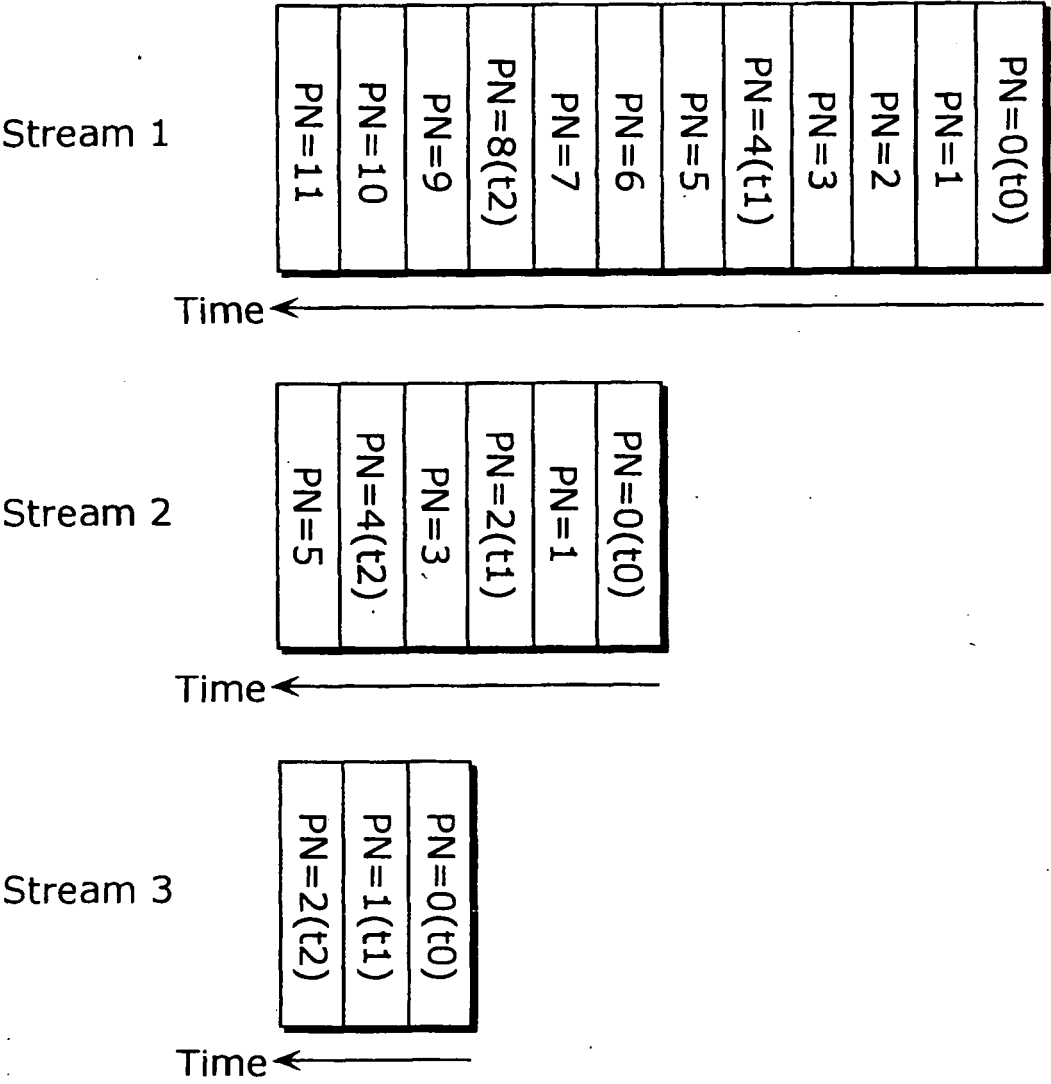 Stream 1
PN=11
PN=10
PN=9
PN=8(t2)
PN=7
PN=6
PN=5
PN=4(t1)
PN=3
PN=2
PN=1
PN=0(t0)
Time
Stream 2
PN=5
PN=4(t2)
PN=3
PN=2(t1)
PN=1
PN=0(t0)
Time
Stream 3
PN=2(t2)
PN=1(t1)
PN=0(t0)
Time